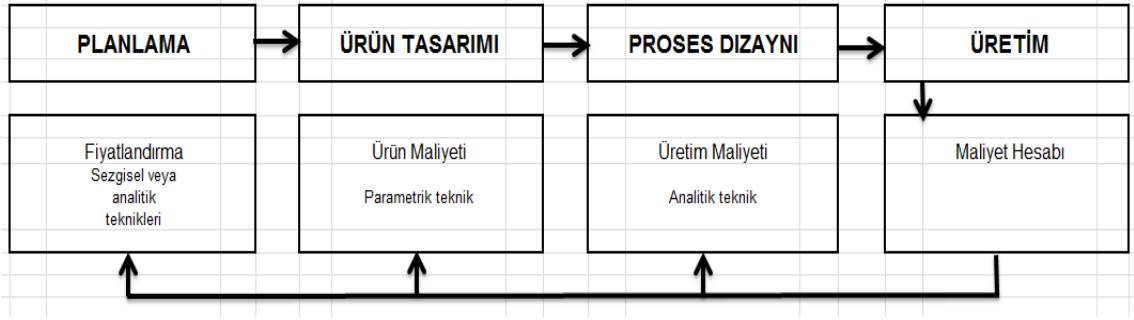 PLANLAMA
ÜRÜN TASARIMI
PROSES DIZAYNI
ÜRETİM
Fiyatlandırma
Sezgisel veya
analitik
teknikleri
Ürün Maliyeti
Parametrik teknik
Üretim Maliyeti
Analitik teknik
Maliyet Hesabı